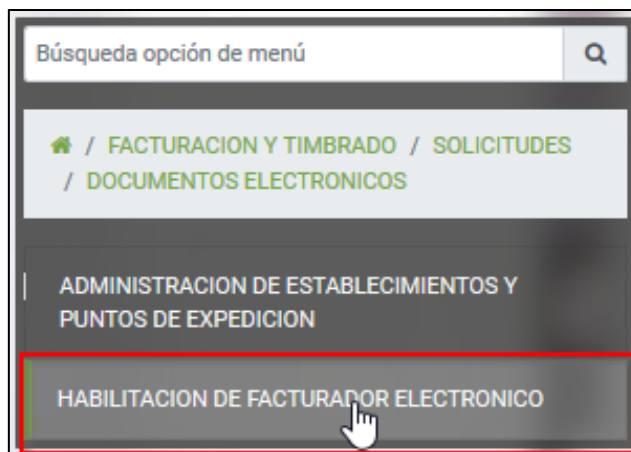 Búsqueda opción de menú
/ FACTURACION Y TIMBRADO / SOLICITUDES
/ DOCUMENTOS ELECTRONICOS
ADMINISTRACION DE ESTABLECIMIENTOS Y
PUNTOS DE EXPEDICION
HABILITACION DE FACTURADOR ELECTRONICO